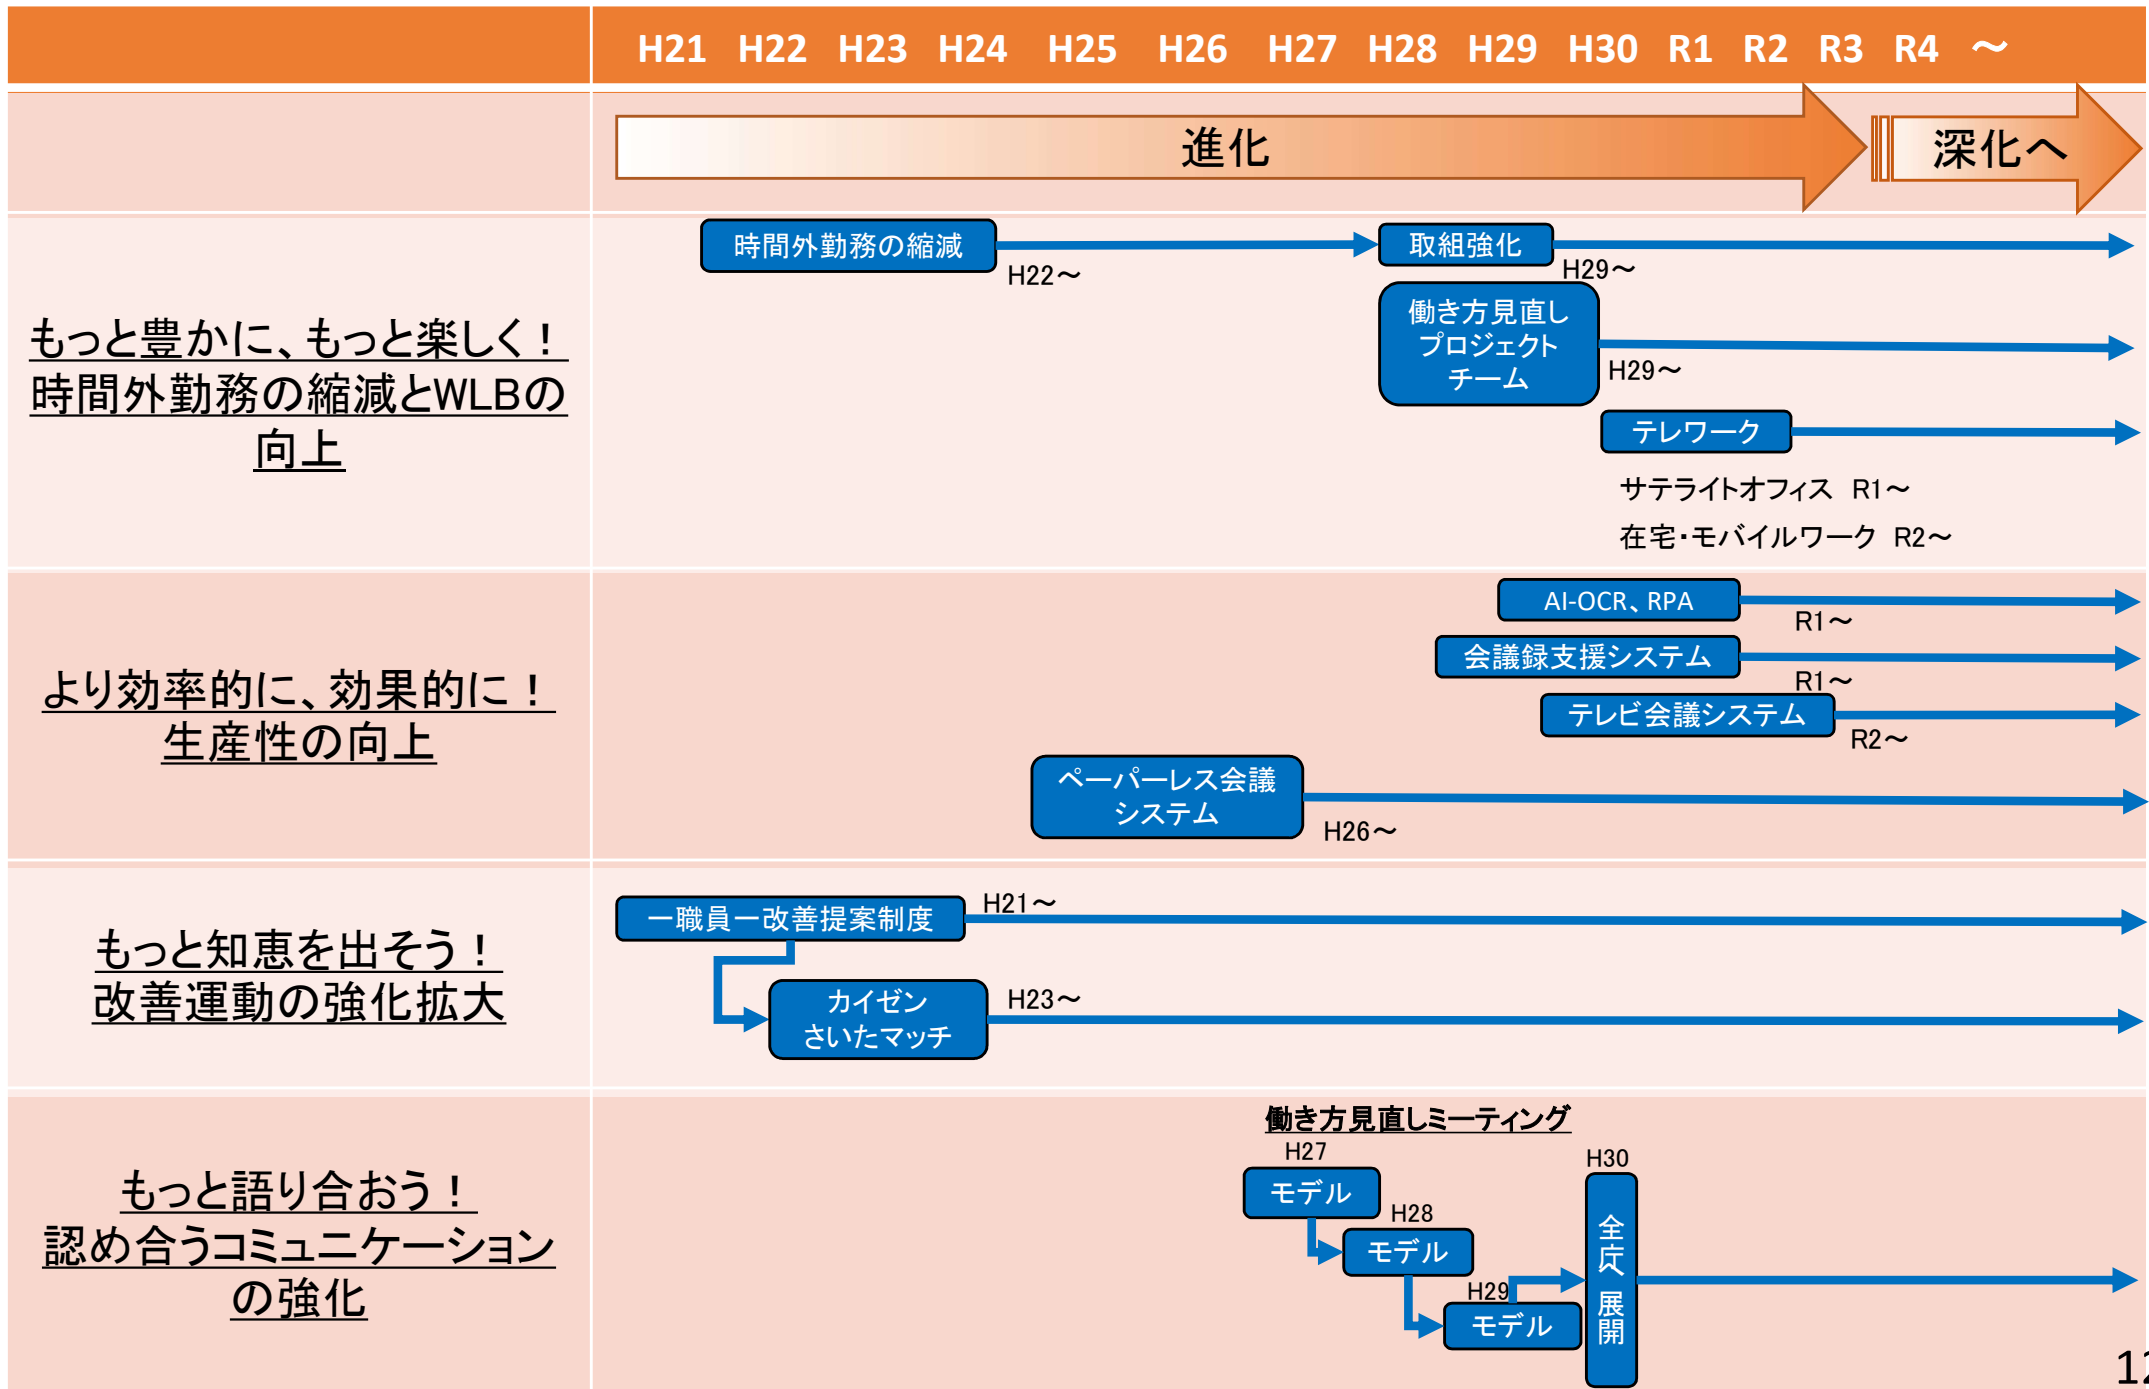 H21 H22 H23 H24 H25 H26 H27 H28 H29 H30 R1 R2 R3 R4 ～
進化
深化へ
もっと豊かに、もっと楽しく！
時間外勤務の縮減とWLBの
向上
時間外勤務の縮減
H22～
取組強化
H29～
働き方見直し
プロジェクト
チーム
H29～
テレワーク
サテライトオフィス R1～
在宅・モバイルワーク R2～
より効率的に、効果的に！
生産性の向上
AI-OCR、RPA
R1～
会議録支援システム
R1～
テレビ会議システム
R2～
ペーパーレス会議
システム
H26～
もっと知恵を出そう！
改善運動の強化拡大
一職員一改善提案制度
H21～
カイゼン
さいたマッチ
H23～
もっと語り合おう！
認め合うコミュニケーション
の強化
働き方見直しミーティング
H27
モデル
H28
モデル
H29
モデル
H30
全庁へ展開